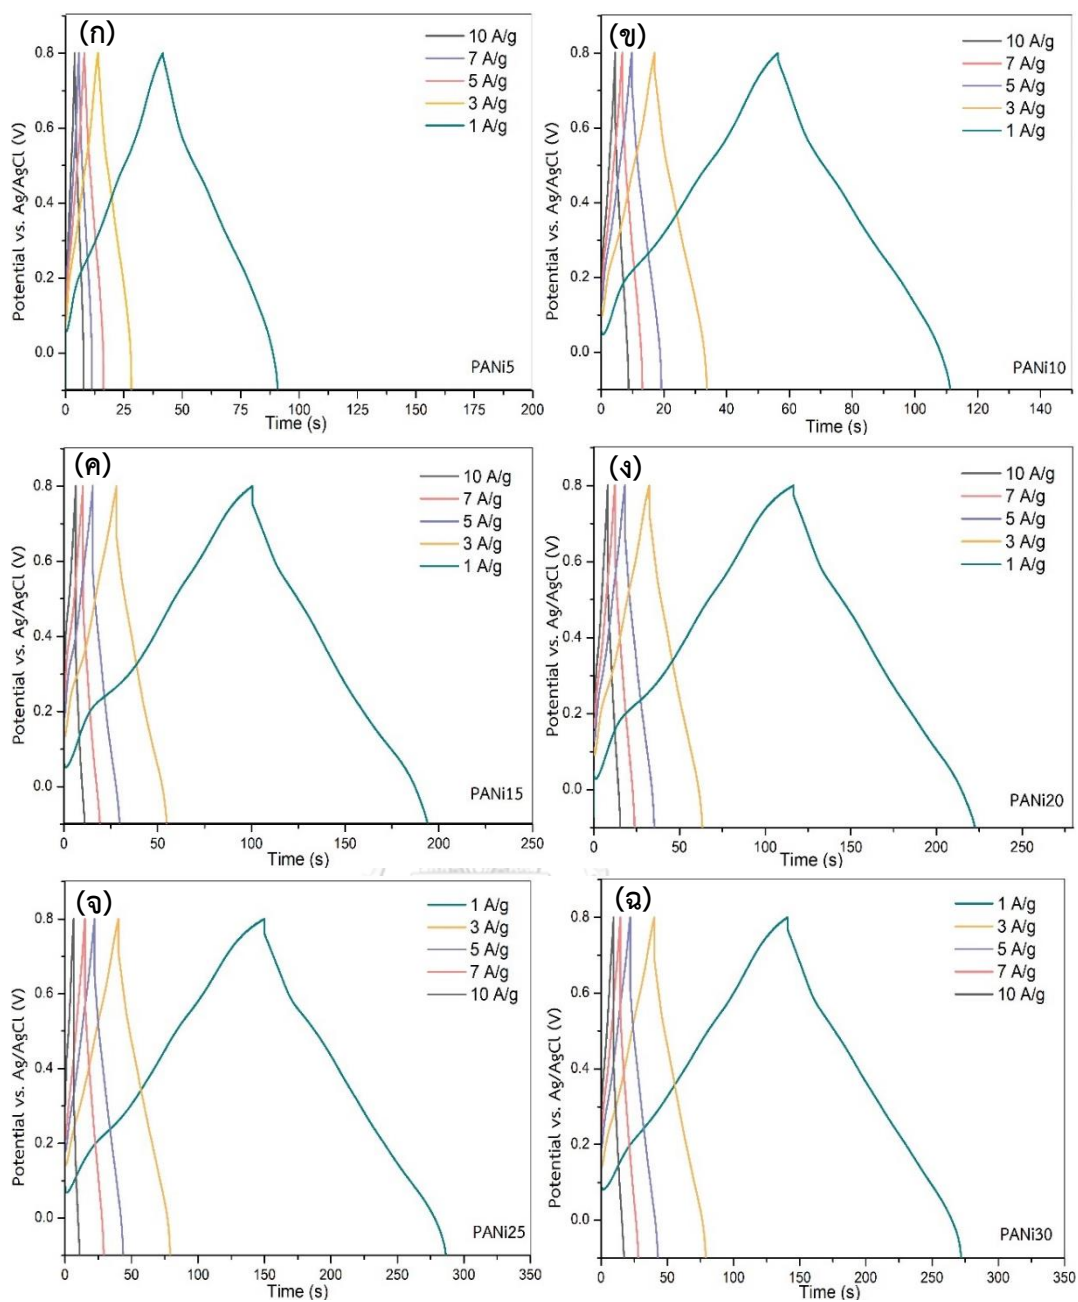 (ก)
10 A/g
7 A/g
5 A/g
3 A/g
1 A/g
0.8
0.6
0.4
0.2
0.0
Potential vs. Ag/AgCl (V)
PANi5
0 25 50 75 100 125 150 175 200
Time (s)
(ข)
10 A/g
7 A/g
5 A/g
3 A/g
1 A/g
0.8
0.6
0.4
0.2
0.0
Potential vs. Ag/AgCl (V)
PANi10
0 20 40 60 80 100 120 140
Time (s)
(ค)
10 A/g
7 A/g
5 A/g
3 A/g
1 A/g
0.8
0.6
0.4
0.2
0.0
Potential vs. Ag/AgCl (V)
PANi15
0 50 100 150 200 250
Time (s)
(ง)
10 A/g
7 A/g
5 A/g
3 A/g
1 A/g
0.8
0.6
0.4
0.2
0.0
Potential vs. Ag/AgCl (V)
PANi20
0 50 100 150 200 250
Time (s)
(จ)
1 A/g
3 A/g
5 A/g
7 A/g
10 A/g
0.8
0.6
0.4
0.2
0.0
Potential vs. Ag/AgCl (V)
PANi25
0 50 100 150 200 250 300 350
Time (s)
(ฉ)
1 A/g
3 A/g
5 A/g
7 A/g
10 A/g
0.8
0.6
0.4
0.2
0.0
Potential vs. Ag/AgCl (V)
PANi30
0 50 100 150 200 250 300 350
Time (s)